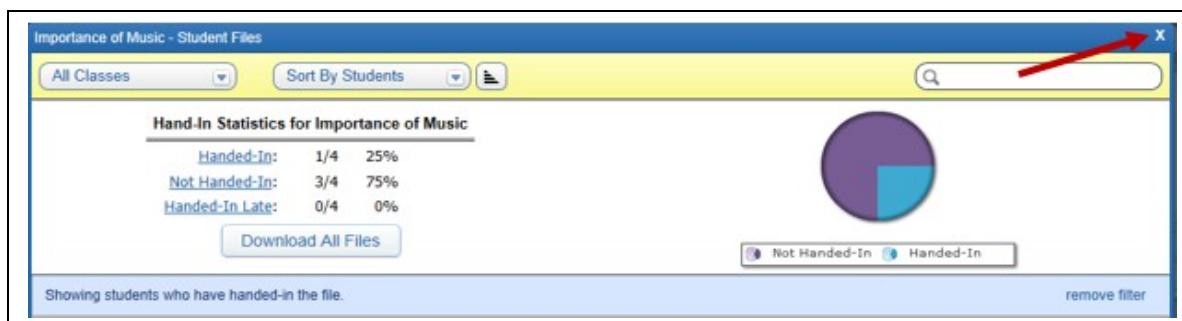 Importance of Music - Student Files X
All Classes Sort By Students
Hand-In Statistics for Importance of Music
Handed-In: 1/4 25%
Not Handed-In: 3/4 75%
Handed-In Late: 0/4 0%
Download All Files
Not Handed-In Handed-In
Showing students who have handed-in the file. remove filter